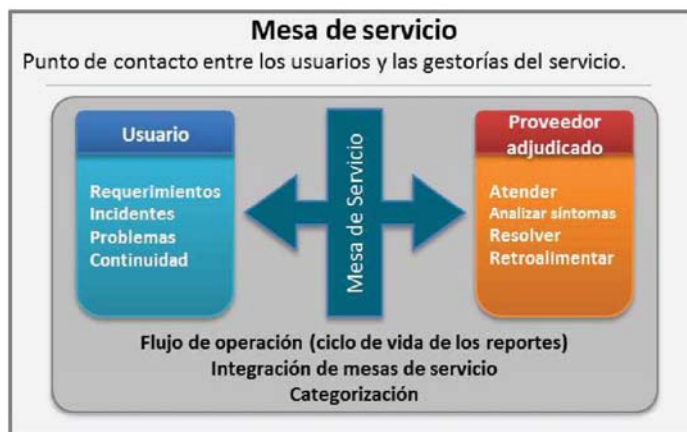 Mesa de servicio
Punto de contacto entre los usuarios y las gestorías del servicio.
Usuario
Requerimientos
Incidentes
Problemas
Continuidad
Mesa de Servicio
Proveedor
adjudicado
Atender
Analizar síntomas
Resolver
Retroalimentar
Flujo de operación (ciclo de vida de los reportes)
Integración de mesas de servicio
Categorización